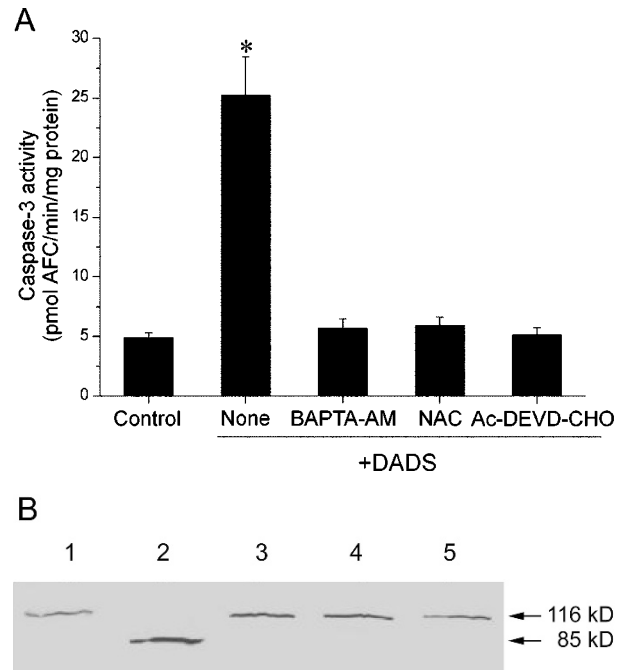 A
30
25
20
15
10
5
0
Caspase-3 activity
(pmol AFC/min/mg protein)
*
Control None BAPTA-AM NAC Ac-DEVD-CHO
+DADS
B
1 2 3 4 5
116 kD
85 kD